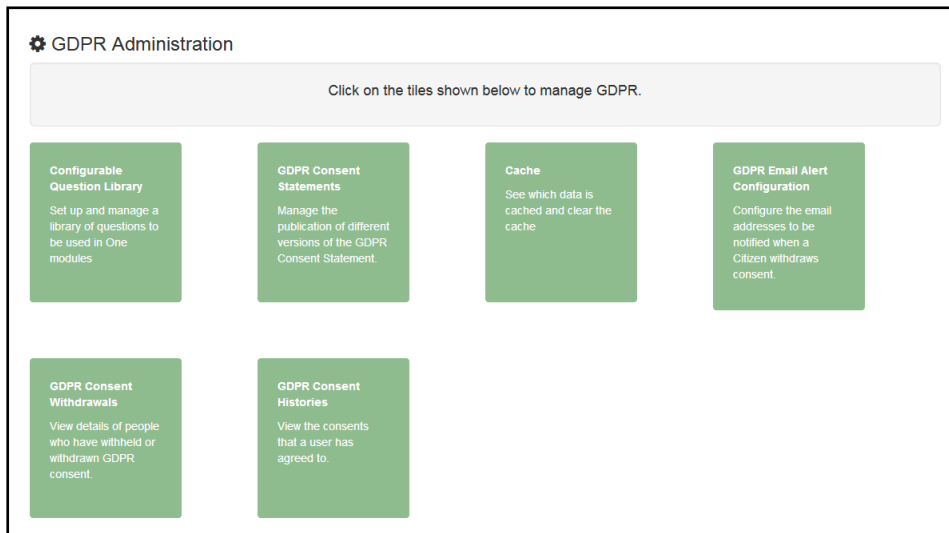 GDPR Administration
Click on the tiles shown below to manage GDPR.
Configurable
Question Library
Set up and manage a
library of questions to
be used in One
modules
GDPR Consent
Statements
Manage the
publication of different
versions of the GDPR
Consent Statement.
Cache
See which data is
cached and clear the
cache
GDPR Email Alert
Configuration
Configure the email
addresses to be
notified when a
Citizen withdraws
consent.
GDPR Consent
Withdrawals
View details of people
who have withheld or
withdrawn GDPR
consent.
GDPR Consent
Histories
View the consents
that a user has
agreed to.